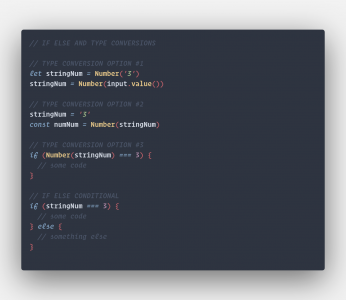 // IF ELSE AND TYPE CONVERSIONS
// TYPE CONVERSION OPTION #1
let stringNum = Number('3')
stringNum = Number(input.value())
// TYPE CONVERSION OPTION #2
stringNum = '3'
const numNum = Number(stringNum)
// TYPE CONVERSION OPTION #3
if (Number(stringNum) === 3) {
// some code
}
// IF ELSE CONDITIONAL
if (stringNum === 3) {
// some code
} else {
// something else
}